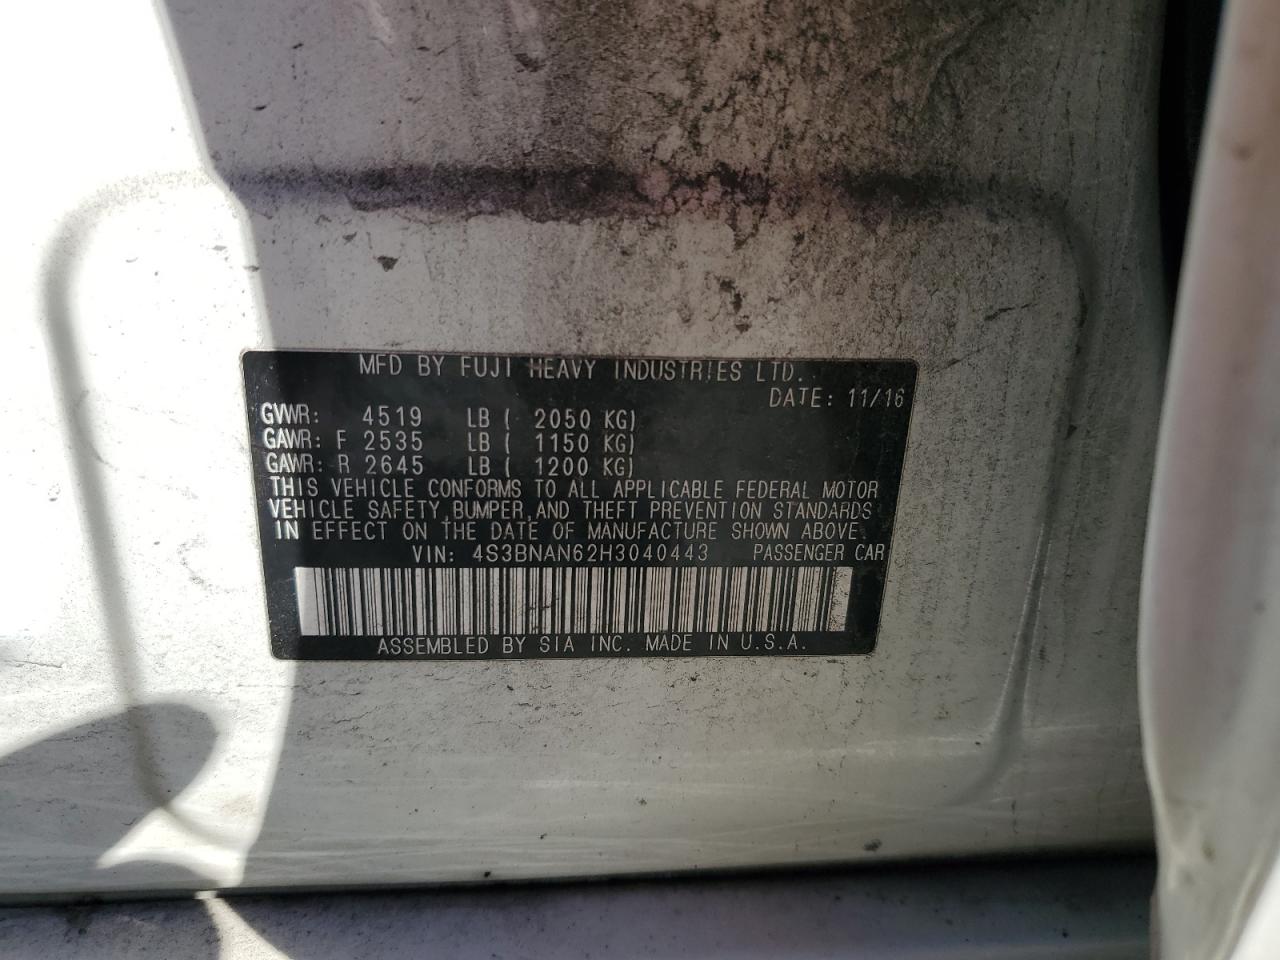 MFD BY FUJI HEAVY INDUSTRIES LTD.
DATE: 11/16
GVWR: 4519 LB ( 2050 KG)
GAWR: F 2535 LB ( 1150 KG)
GAWR: R 2645 LB ( 1200 KG)
THIS VEHICLE CONFORMS TO ALL APPLICABLE FEDERAL MOTOR
VEHICLE SAFETY, BUMPER, AND THEFT PREVENTION STANDARDS
IN EFFECT ON THE DATE OF MANUFACTURE SHOWN ABOVE.
VIN: 4S3BNAN62H3040443 PASSENGER CAR
ASSEMBLED BY SIA INC. MADE IN U.S.A.